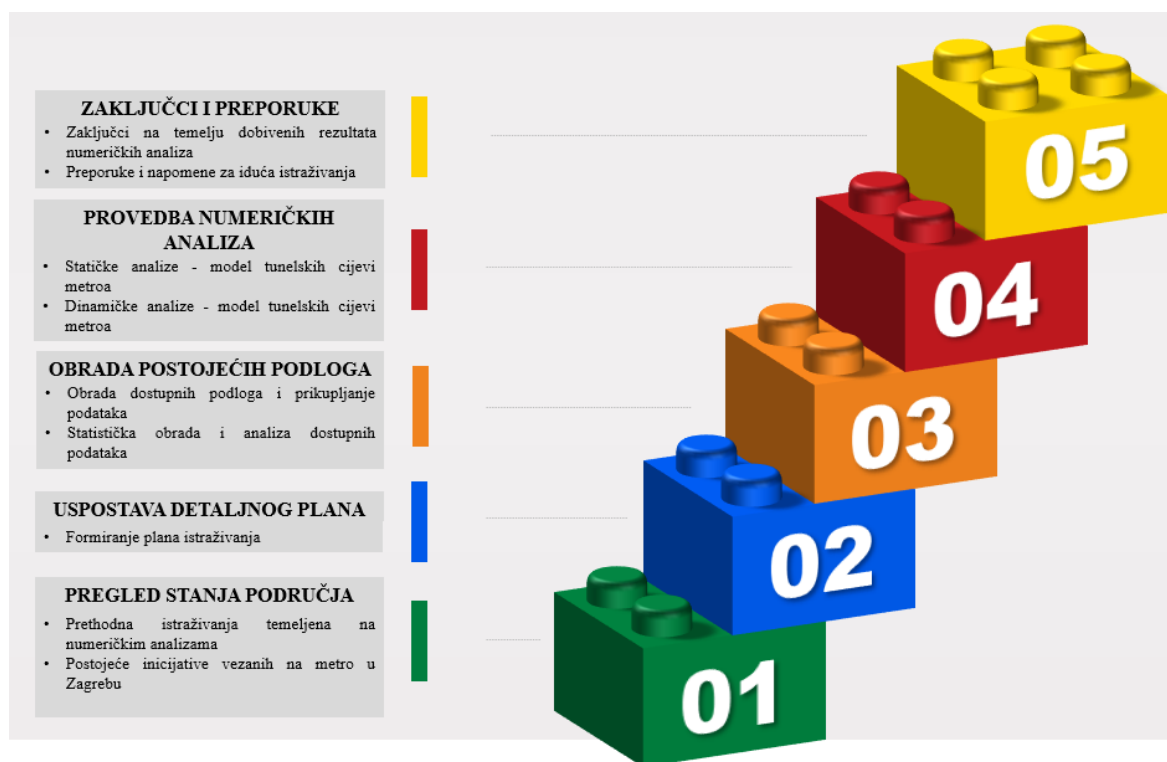 ZAKLJUČCI I PREPORUKE
• Zaključci na temelju dobivenih rezultata
numeričkih analiza
• Preporuke i napomene za iduća istraživanja
PROVEDBA NUMERIČKIH
ANALIZA
• Statičke analize - model tunelskih cijevi
metroa
• Dinamičke analize - model tunelskih cijevi
metroa
OBRADA POSTOJEĆIH PODLOGA
• Obrada dostupnih podloga i prikupljanje
podataka
• Statistička obrada i analiza dostupnih
podataka
USPOSTAVA DETALJNOG PLANA
• Formiranje plana istraživanja
PREGLED STANJA PODRUČJA
• Prethodna istraživanja temeljena na
numeričkim analizama
• Postojeće inicijative vezanih na metro u
Zagrebu
05
04
03
02
01